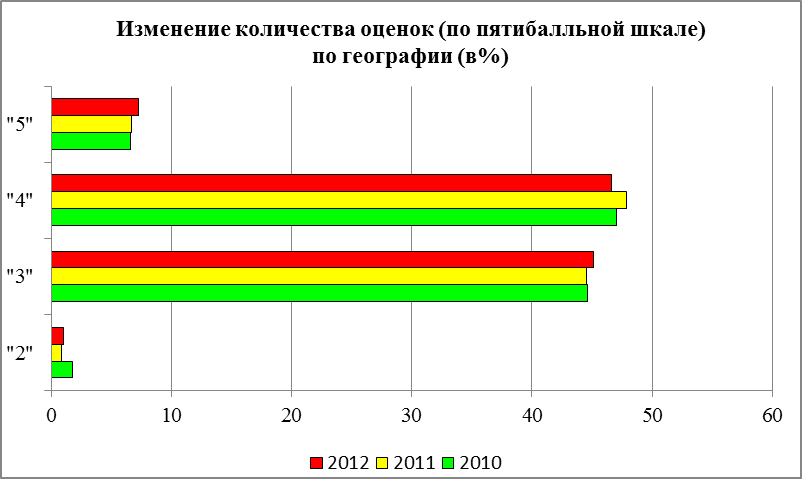 Изменение количества оценок (по пятибалльной шкале)
по географии (в%)
"5"
"4"
"3"
"2"
0 10 20 30 40 50 60
2012 2011 2010